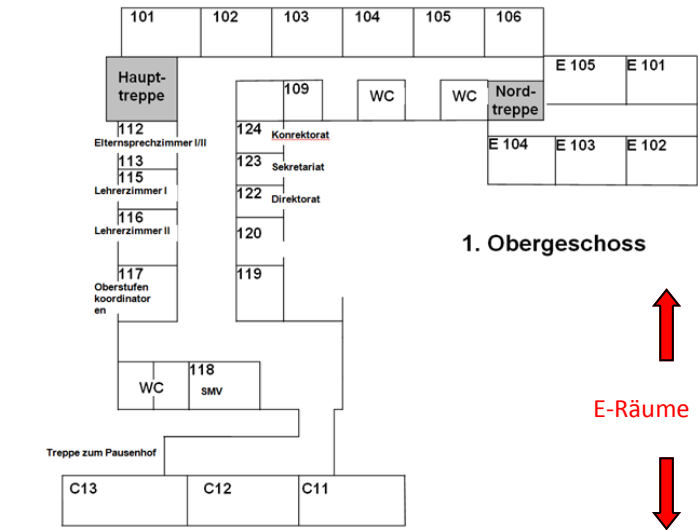 101
102
103
104
105
106
E 105
E 101
Haupt-
treppe
109
WC
WC
Nord-
treppe
112
Elternsprechzimmer I/II
124
Konrektorat
E 104
E 103
E 102
113
123
Sekretariat
115
Lehrerzimmer I
122
Direktorat
116
Lehrerzimmer II
120
1. Obergeschoss
117
Oberstufen
koordinator
en
119
118
WC
SMV
E-Räume
Treppe zum Pausenhof
C13
C12
C11